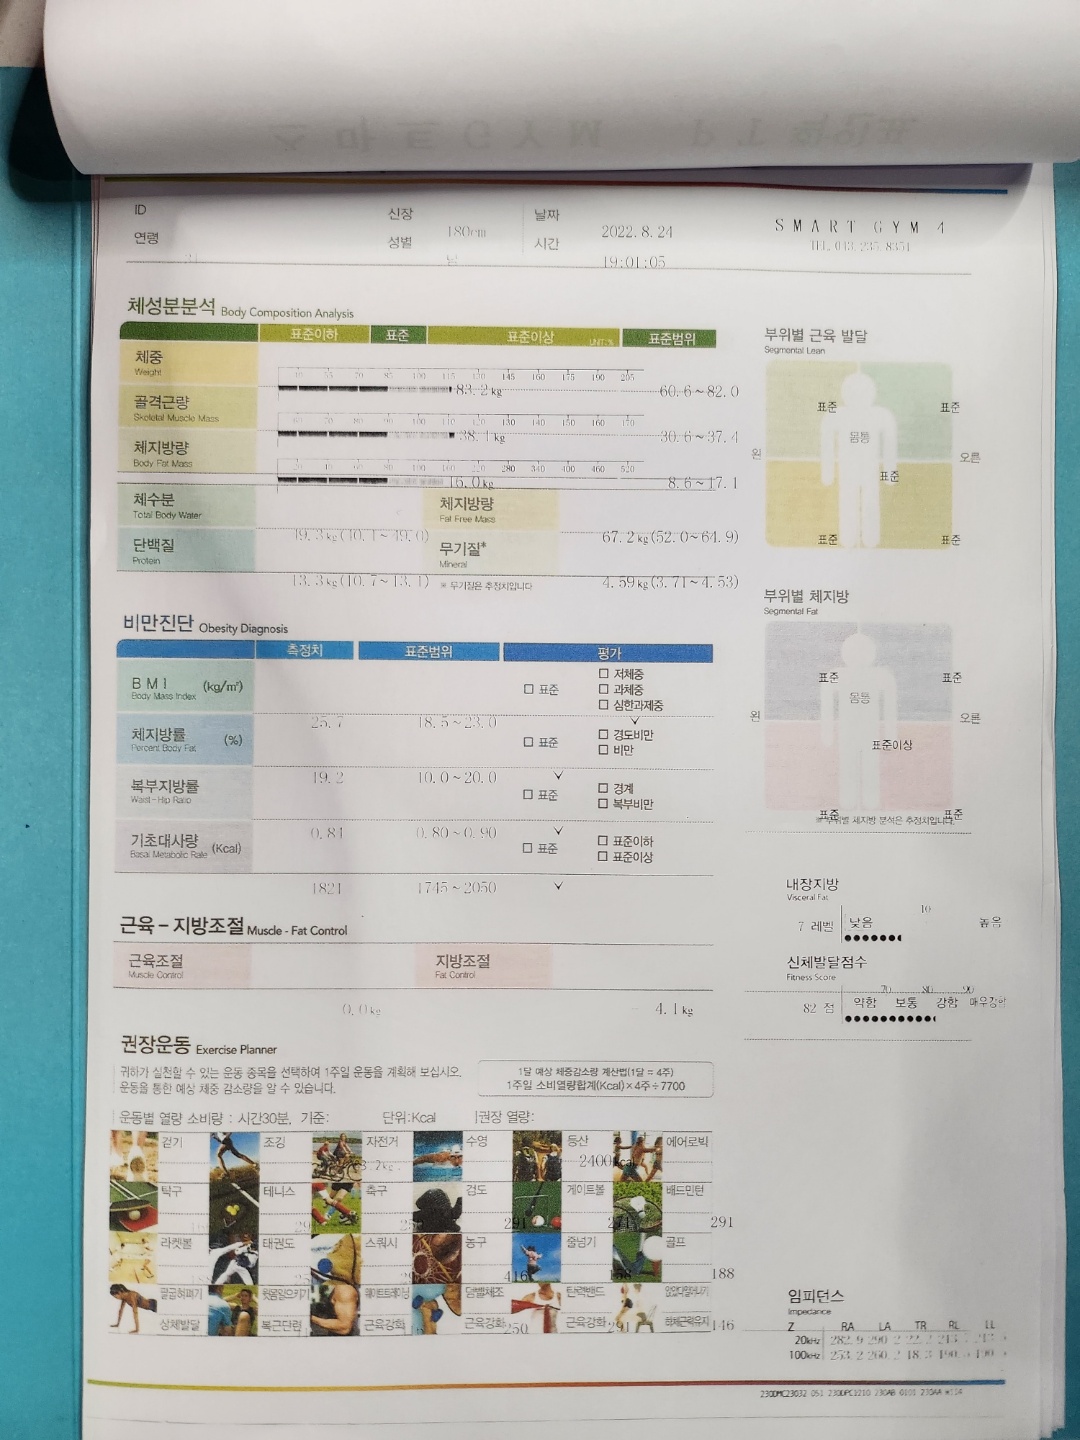 ID
신장
날짜
SMART GYM 4
180cm
2022. 8. 24
TEL. 043. 235. 8351
연령
성별
시간
남
19:01:05
체성분분석 Body Composition Analysis
표준이하 표준 표준이상 UNIT:% 표준범위
체중
Weight
83. 2 kg
60. 6 ~ 82. 0
골격근량
Skeletal Muscle Mass
38. 1 kg
30. 6 ~ 37. 4
체지방량
Body Fat Mass
16. 0 kg
8. 6 ~ 17. 1
체수분
Total Body Water
체지방량
Fat Free Mass
49. 3 kg (40. 1 ~ 49. 0)
67. 2 kg (52. 0 ~ 64. 9)
단백질
Protein
무기질*
Mineral
13. 3 kg (10. 7 ~ 13. 1)
※ 무기질은 추정치입니다
4. 59 kg (3. 71 ~ 4. 53)
부위별 근육 발달
Segmental Lean
표준 표준
몸통
왼 오른
표준
표준 표준
비만진단 Obesity Diagnosis
측정치 표준범위 평가
BMI (kg/m²)
Body Mass Index
□ 표준
□ 저체중
□ 과체중
□ 심한과체중
25. 7
18. 5 ~ 23. 0
체지방률 (%)
Percent Body Fat
□ 표준
□ 경도비만
□ 비만
19. 2
10. 0 ~ 20. 0
복부지방률
Waist-Hip Ratio
□ 표준
□ 경계
□ 복부비만
0. 84
0. 80 ~ 0. 90
기초대사량 (Kcal)
Basal Metabolic Rate
□ 표준
□ 표준이하
□ 표준이상
1821
1745 ~ 2050
부위별 체지방
Segmental Fat
표준 표준
몸통
왼 오른
표준이상
표준 표준
※ 부위별 체지방 분석은 추정치입니다.
근육 - 지방조절 Muscle - Fat Control
근육조절
Muscle Control
지방조절
Fat Control
0. 0 kg
- 4. 1 kg
내장지방
Visceral Fat
10
7 레벨 낮음 높음
신체발달점수
Fitness Score
70 80 90
82 점 약함 보통 강함 매우강함
권장운동 Exercise Planner
귀하가 실천할 수 있는 운동 종목을 선택하여 1주일 운동을 계획해 보십시오.
운동을 통한 예상 체중 감소량을 알 수 있습니다.
1달 예상 체중감소량 계산법(1달 = 4주)
1주일 소비열량합계(Kcal)×4주÷7700
운동별 열량 소비량 : 시간30분, 기준: 단위:Kcal 권장 열량:
걷기 조깅 자전거 수영 등산 에어로빅
2400kcal
탁구 테니스 축구 검도 게이트볼 배드민턴
291 291
라켓볼 태권도 스쿼시 농구 줄넘기 골프
416 188
팔굽혀펴기 윗몸일으키기 웨이트트레이닝 덤벨체조 탄력밴드
상체발달 복근단련 근육강화 근육강화 근육강화 하체근력유지
250 291 146
임피던스
Impedance
Z RA LA TR RL LL
20kHz 282. 9 290. 2 22. 2
100kHz 253. 2 260. 2 18. 3